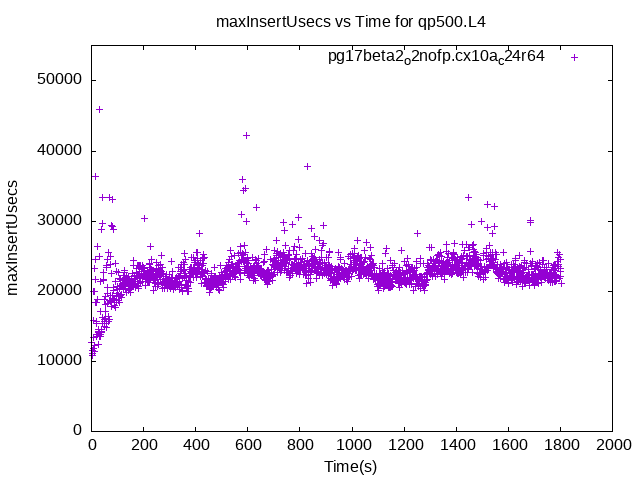 maxInsertUsecs vs Time for qp500.L4
pg17beta2o2nofp.cx10ac24r64
50000
40000
30000
20000
10000
0
maxInsertUsecs
0 200 400 600 800 1000 1200 1400 1600 1800 2000
Time(s)